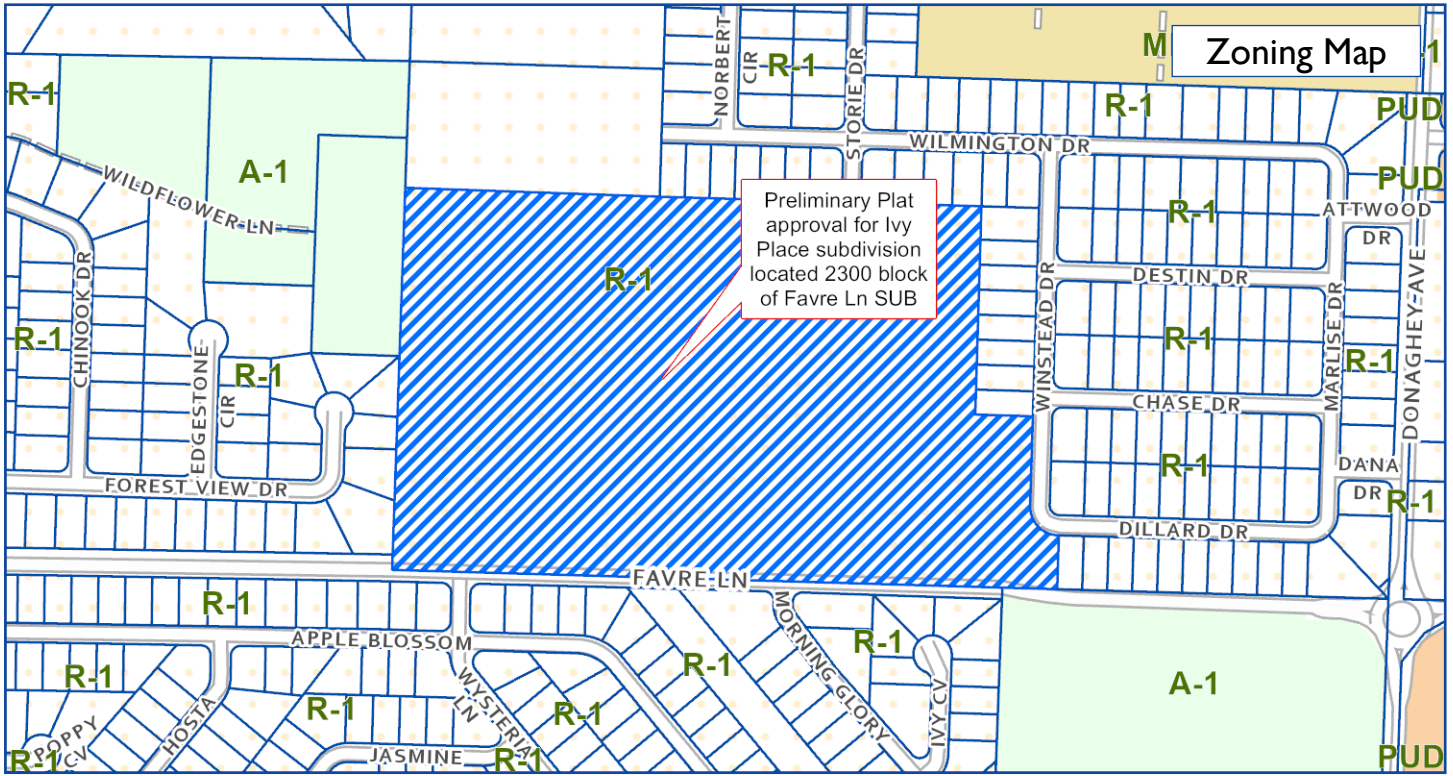 Zoning Map
M
-1
R-1
NORBERT
CIR
R-1
STORIE DR
R-1
PUD
WILMINGTON DR
A-1
WILDFLOWER LN
PUD
Preliminary Plat
approval for Ivy
Place subdivision
located 2300 block
of Favre Ln SUB
R-1
ATTWOOD
DR
CHINOOK DR
R-1
DESTIN DR
DONAGHEY AVE
R-1
R-1
WINSTEAD DR
R-1
MARLISE DR
R-1
EDGESTONE
CIR
CHASE DR
R-1
DANA
DR
R-1
FOREST VIEW DR
DILLARD DR
FAVRE LN
R-1
APPLE BLOSSOM
MORNING GLORY
R-1
R-1
R-1
A-1
WYSTERIA
LN
IVY CV
R-1
R-1
HOSTA
POPPY
CV
R-1
JASMINE
R-1
PUD